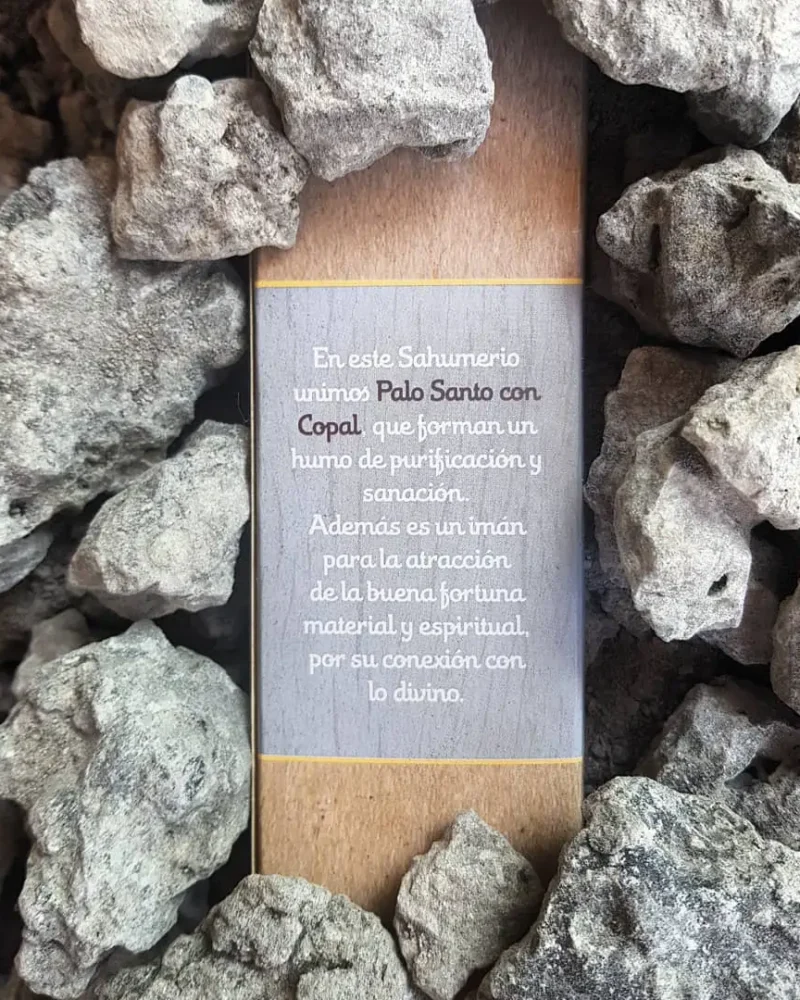 En este Sahumerio
unimos Palo Santo con
Copal, que forman un
humo de purificación y
sanación.
Además es un imán
para la atracción
de la buena fortuna
material y espiritual,
por su conexión con
lo divino.